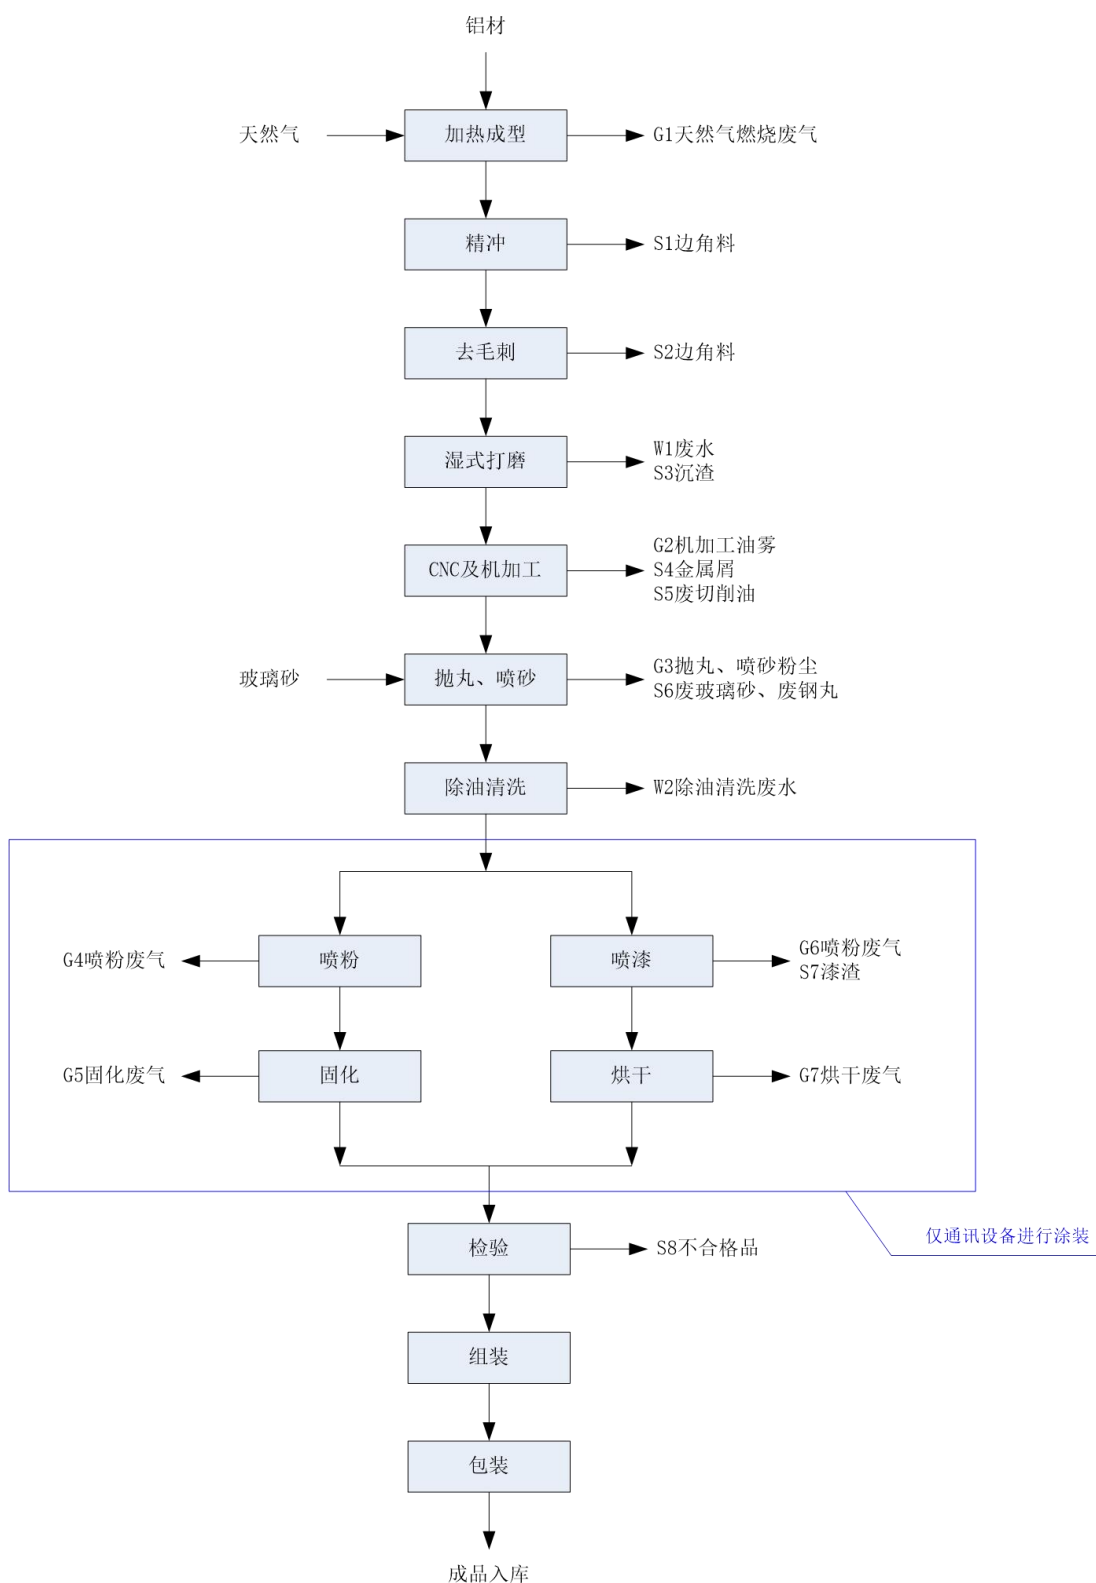 铝材
天然气
加热成型
G1天然气燃烧废气
精冲
S1边角料
去毛刺
S2边角料
湿式打磨
W1废水
S3沉渣
CNC及机加工
G2机加工油雾
S4金属屑
S5废切削油
玻璃砂
抛丸、喷砂
G3抛丸、喷砂粉尘
S6废玻璃砂、废钢丸
除油清洗
W2除油清洗废水
G4喷粉废气
喷粉
喷漆
G6喷粉废气
S7漆渣
G5固化废气
固化
烘干
G7烘干废气
仅通讯设备进行涂装
检验
S8不合格品
组装
包装
成品入库